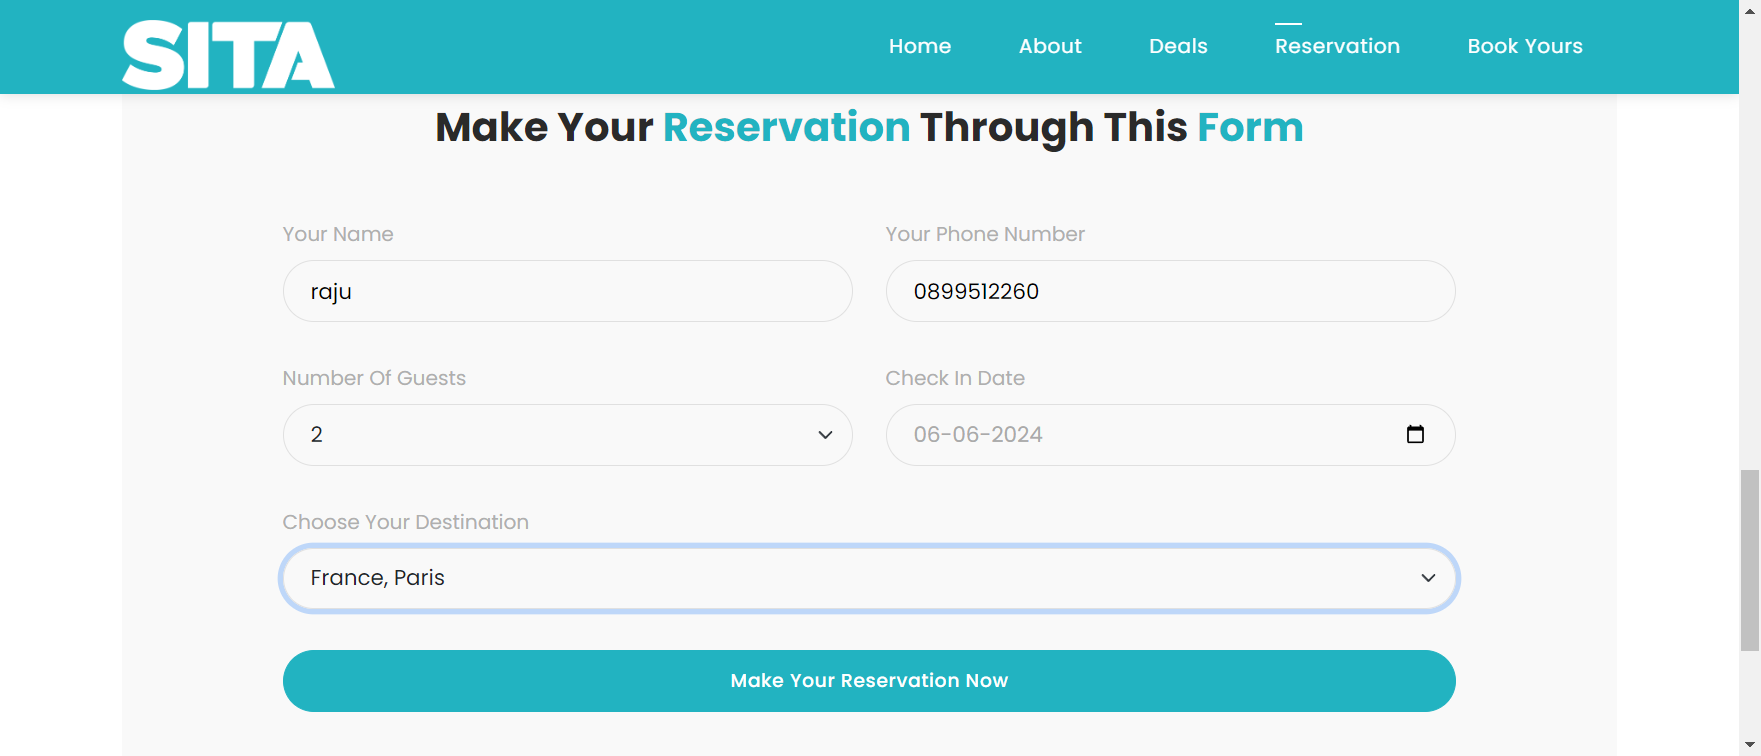 SITA
Home About Deals Reservation Book Yours
Make Your Reservation Through This Form
Your Name Your Phone Number
raju 0899512260
Number Of Guests Check In Date
2 06-06-2024
Choose Your Destination
France, Paris
Make Your Reservation Now